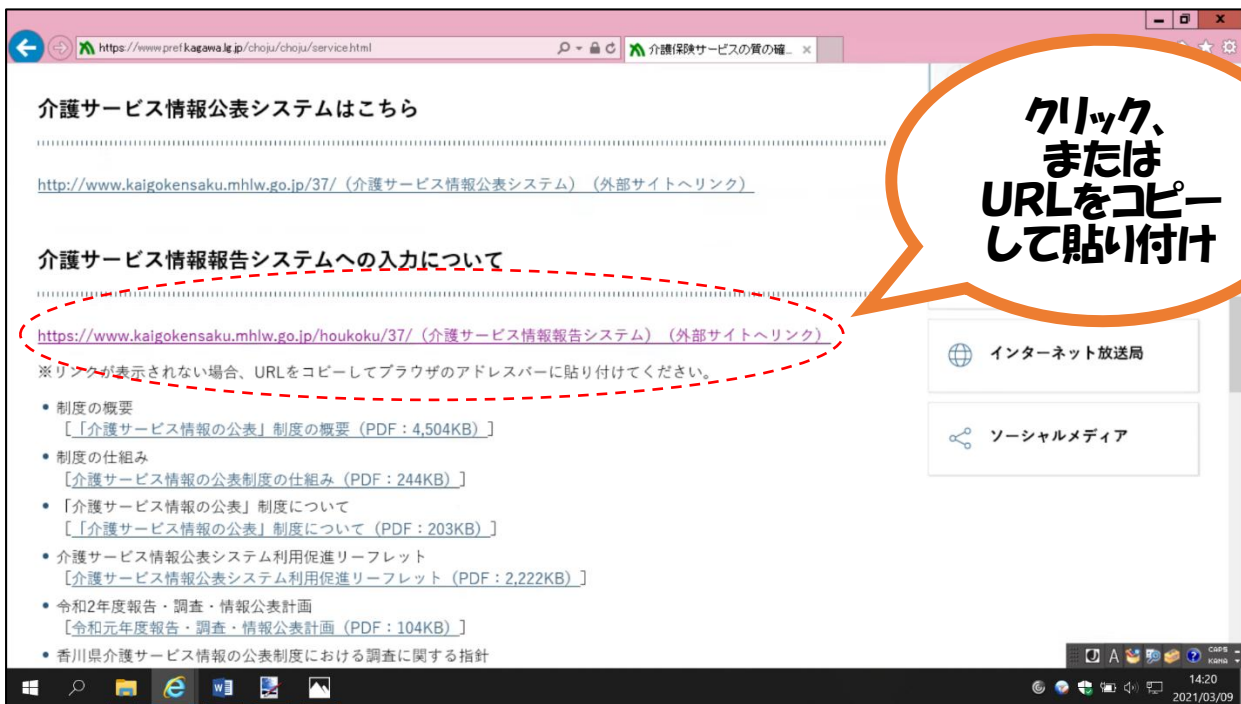 https://www.pref.kagawa.lg.jp/choju/choju/service.html
介護保険サービスの質の確...
介護サービス情報公表システムはこちら
http://www.kaigokensaku.mhlw.go.jp/37/（介護サービス情報公表システム）（外部サイトへリンク）
クリック、
または
URLをコピー
して貼り付け
介護サービス情報報告システムへの入力について
https://www.kaigokensaku.mhlw.go.jp/houkoku/37/（介護サービス情報報告システム）（外部サイトへリンク）
※リンクが表示されない場合、URLをコピーしてブラウザのアドレスバーに貼り付けてください。
• 制度の概要
［「介護サービス情報の公表」制度の概要（PDF：4,504KB）］
• 制度の仕組み
［介護サービス情報の公表制度の仕組み（PDF：244KB）］
• 「介護サービス情報の公表」制度について
［「介護サービス情報の公表」制度について（PDF：203KB）］
• 介護サービス情報公表システム利用促進リーフレット
［介護サービス情報公表システム利用促進リーフレット（PDF：2,222KB）］
• 令和2年度報告・調査・情報公表計画
［令和元年度報告・調査・情報公表計画（PDF：104KB）］
• 香川県介護サービス情報の公表制度における調査に関する指針
インターネット放送局
ソーシャルメディア
A
CAPS
KANA
14:20
2021/03/09